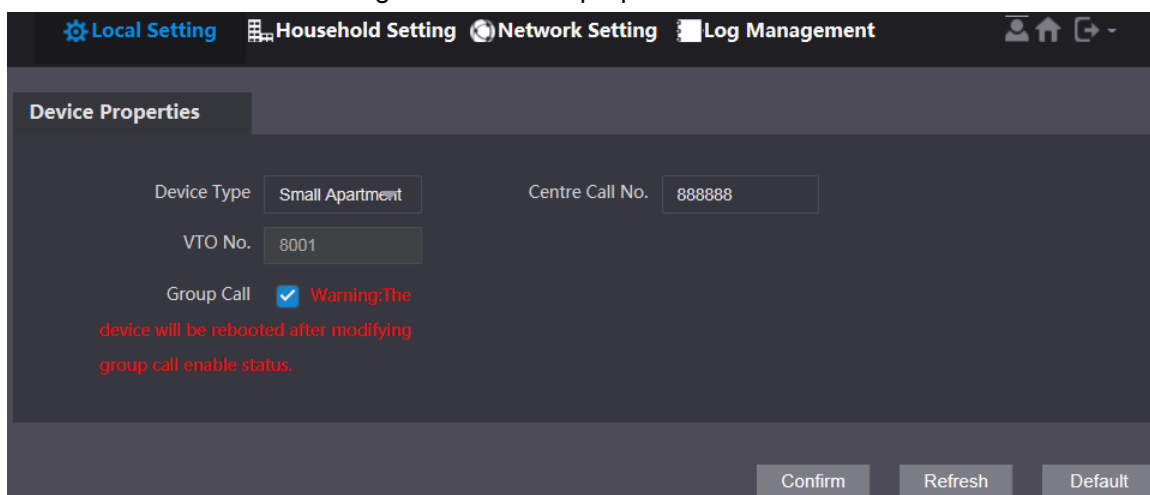 Local Setting Household Setting Network Setting Log Management
Device Properties
Device Type Small Apartment Centre Call No. 888888
VTO No. 8001
Group Call Warning:The
device will be rebooted after modifying
group call enable status.
Confirm Refresh Default